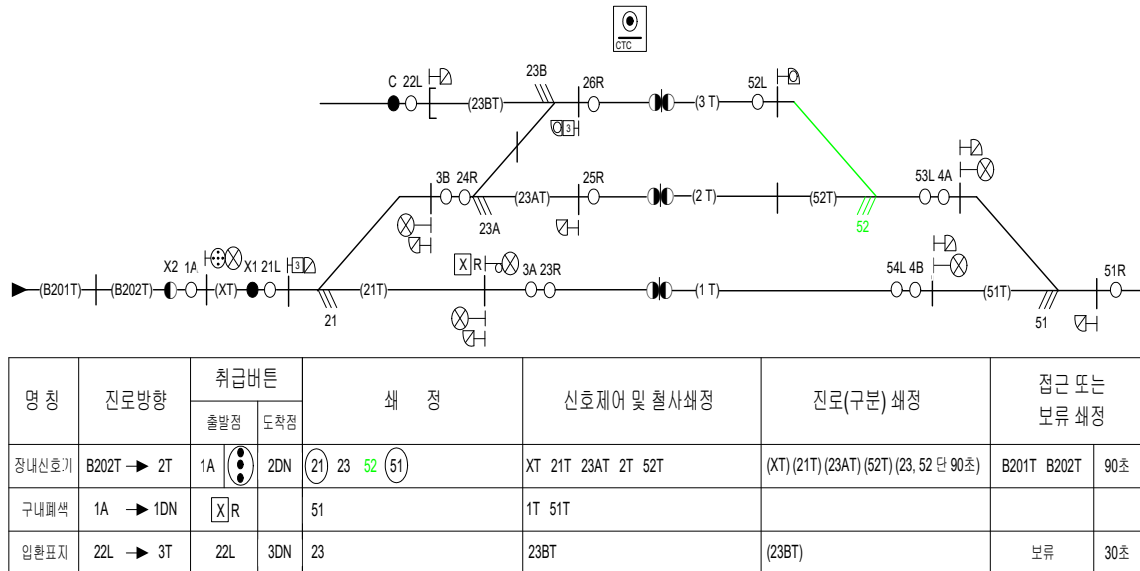 CTC
23B
C 22L
26R
52L
(23BT)
(3 T)
3
3B 24R
25R
53L 4A
(23AT)
(2 T)
(52T)
23A
52
X2 1A
X1 21L
3
X R
3A 23R
54L 4B
51R
(B201T)
(B202T)
(XT)
(21T)
(1 T)
(51T)
21
51
명 칭 진로방향 취급버튼 쇄 정 신호제어 및 철사쇄정 진로(구분) 쇄정 접근 또는
보류 쇄정
출발점 도착점
장내신호기 B202T → 2T 1A 2DN 21 23 52 51 XT 21T 23AT 2T 52T (XT) (21T) (23AT) (52T) (23, 52 단 90초) B201T B202T 90초
구내폐색 1A → 1DN X R 51 1T 51T
입환표지 22L → 3T 22L 3DN 23 23BT (23BT) 보류 30초